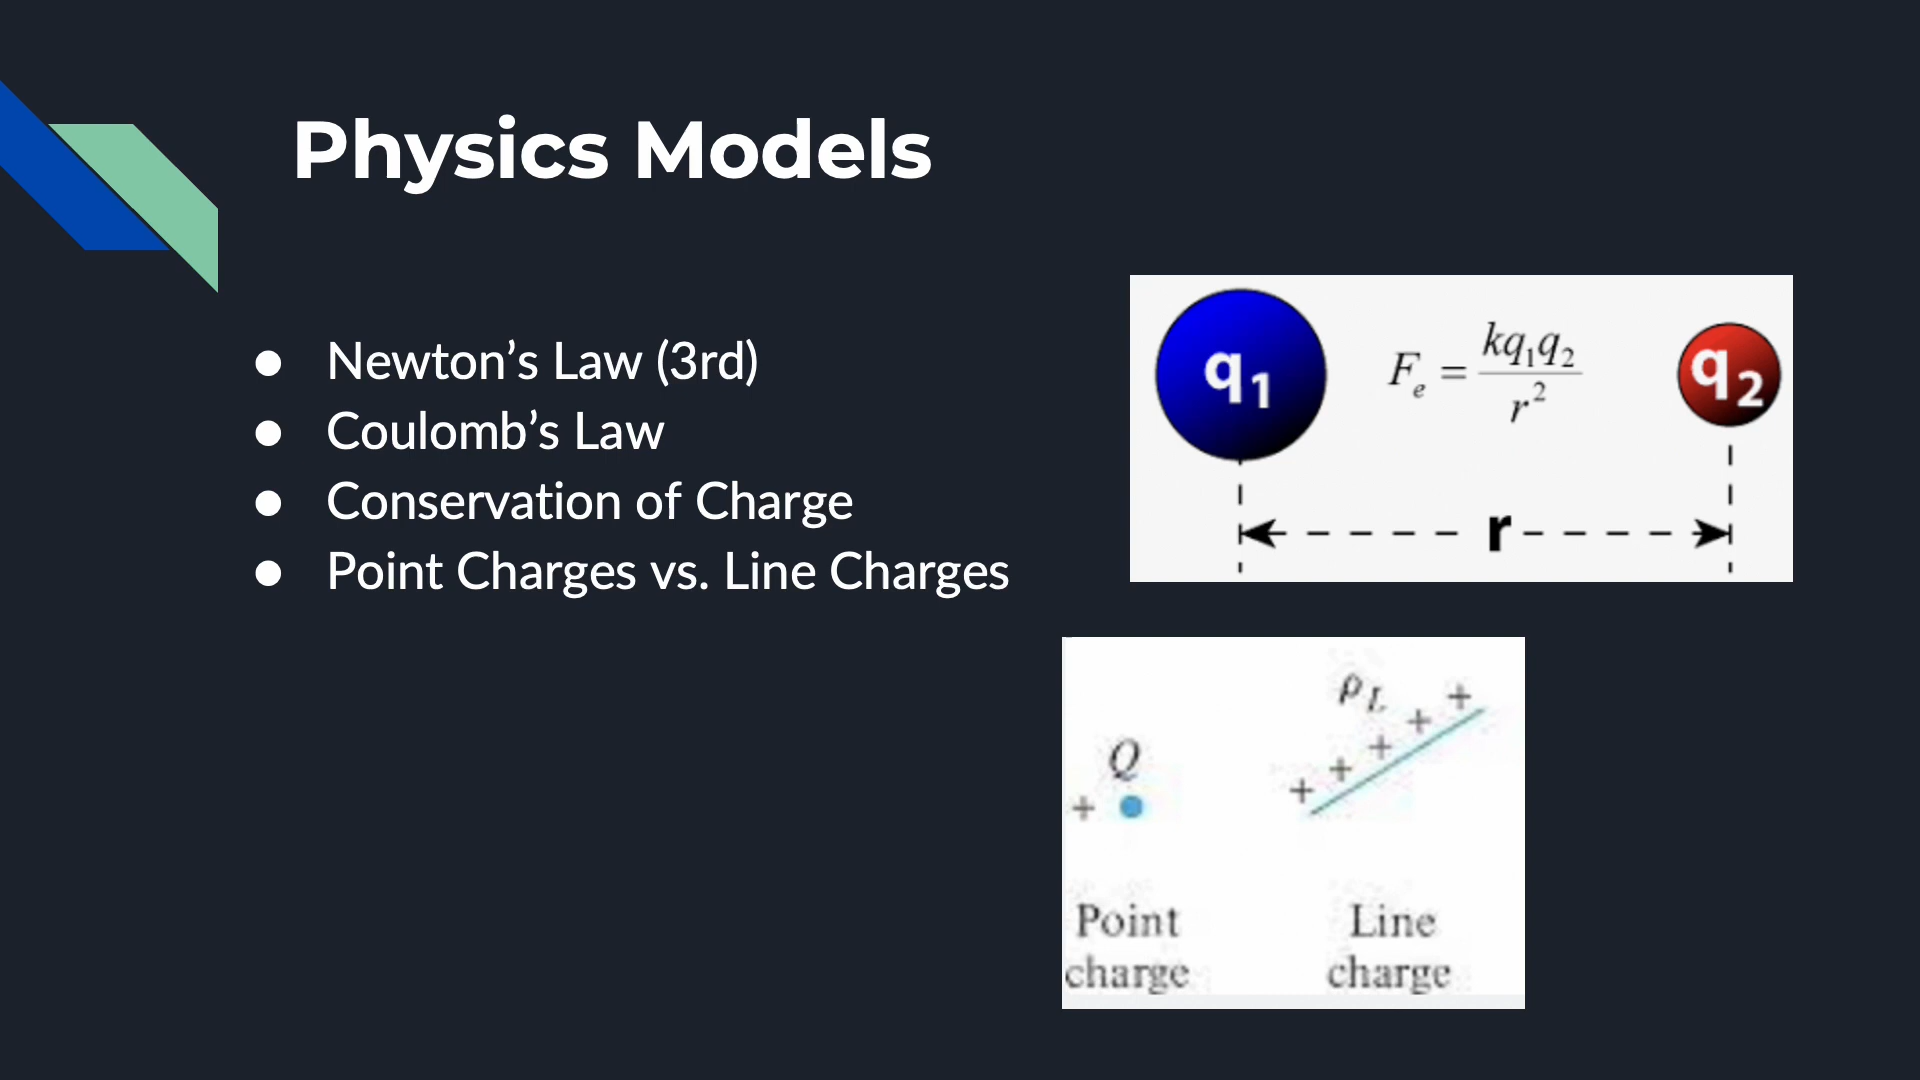 Physics Models
● Newton’s Law (3rd)
● Coulomb’s Law
● Conservation of Charge
● Point Charges vs. Line Charges
q₁ Fₑ = kq₁q₂ / r² q₂
r
ρ_L + + + + +
Q
+
Point charge
Line charge